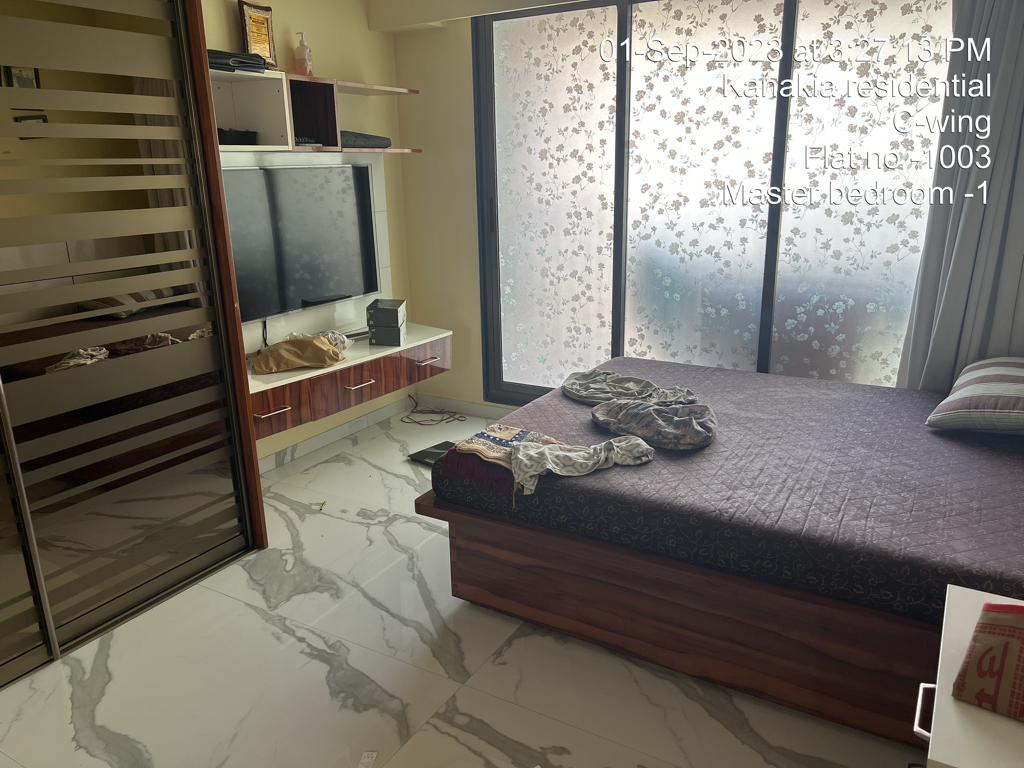 01-Sep-2023 at 3:27:13 PM
Kanakia residential
C-wing
Flat no.-1003
Master bedroom -1